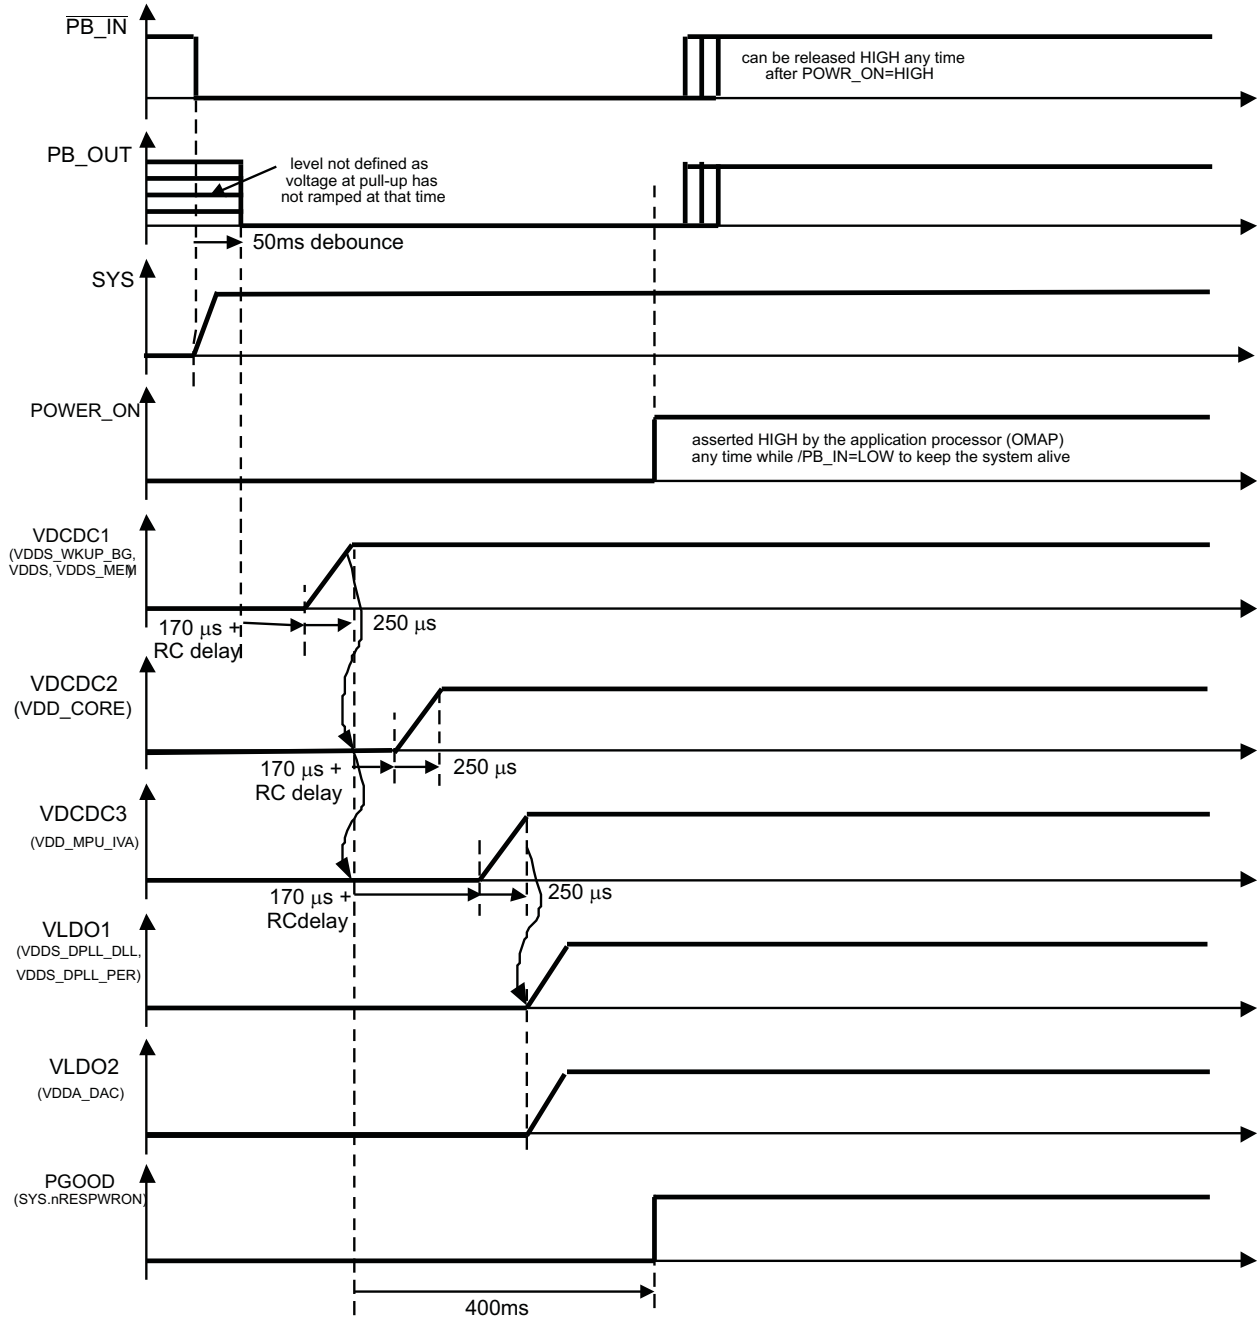 PB_IN
can be released HIGH any time
after POWR_ON=HIGH
PB_OUT
level not defined as
voltage at pull-up has
not ramped at that time
50ms debounce
SYS
POWER_ON
asserted HIGH by the application processor (OMAP)
any time while /PB_IN=LOW to keep the system alive
VDCDC1
(VDDS_WKUP_BG,
VDDS, VDDS_MEM)
170 μs +
RC delay
250 μs
VDCDC2
(VDD_CORE)
170 μs +
RC delay
250 μs
VDCDC3
(VDD_MPU_IVA)
170 μs +
RCdelay
250 μs
VLDO1
(VDDS_DPLL_DLL,
VDDS_DPLL_PER)
VLDO2
(VDDA_DAC)
PGOOD
(SYS.nRESPWRON)
400ms